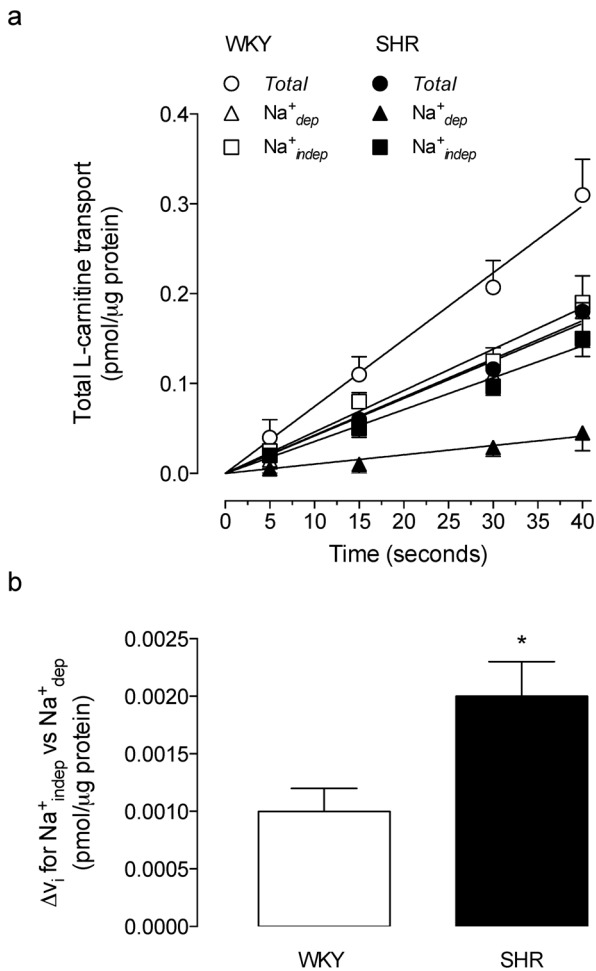 a
WKY SHR
Total Total
Na+dep Na+dep
Na+indep Na+indep
Total L-carnitine transport
(pmol/μg protein)
0.4
0.3
0.2
0.1
0.0
0 5 10 15 20 25 30 35 40
Time (seconds)
b
Δvi for Na+indep vs Na+dep
(pmol/μg protein)
0.0025
0.0020
0.0015
0.0010
0.0005
0.0000
*
WKY SHR